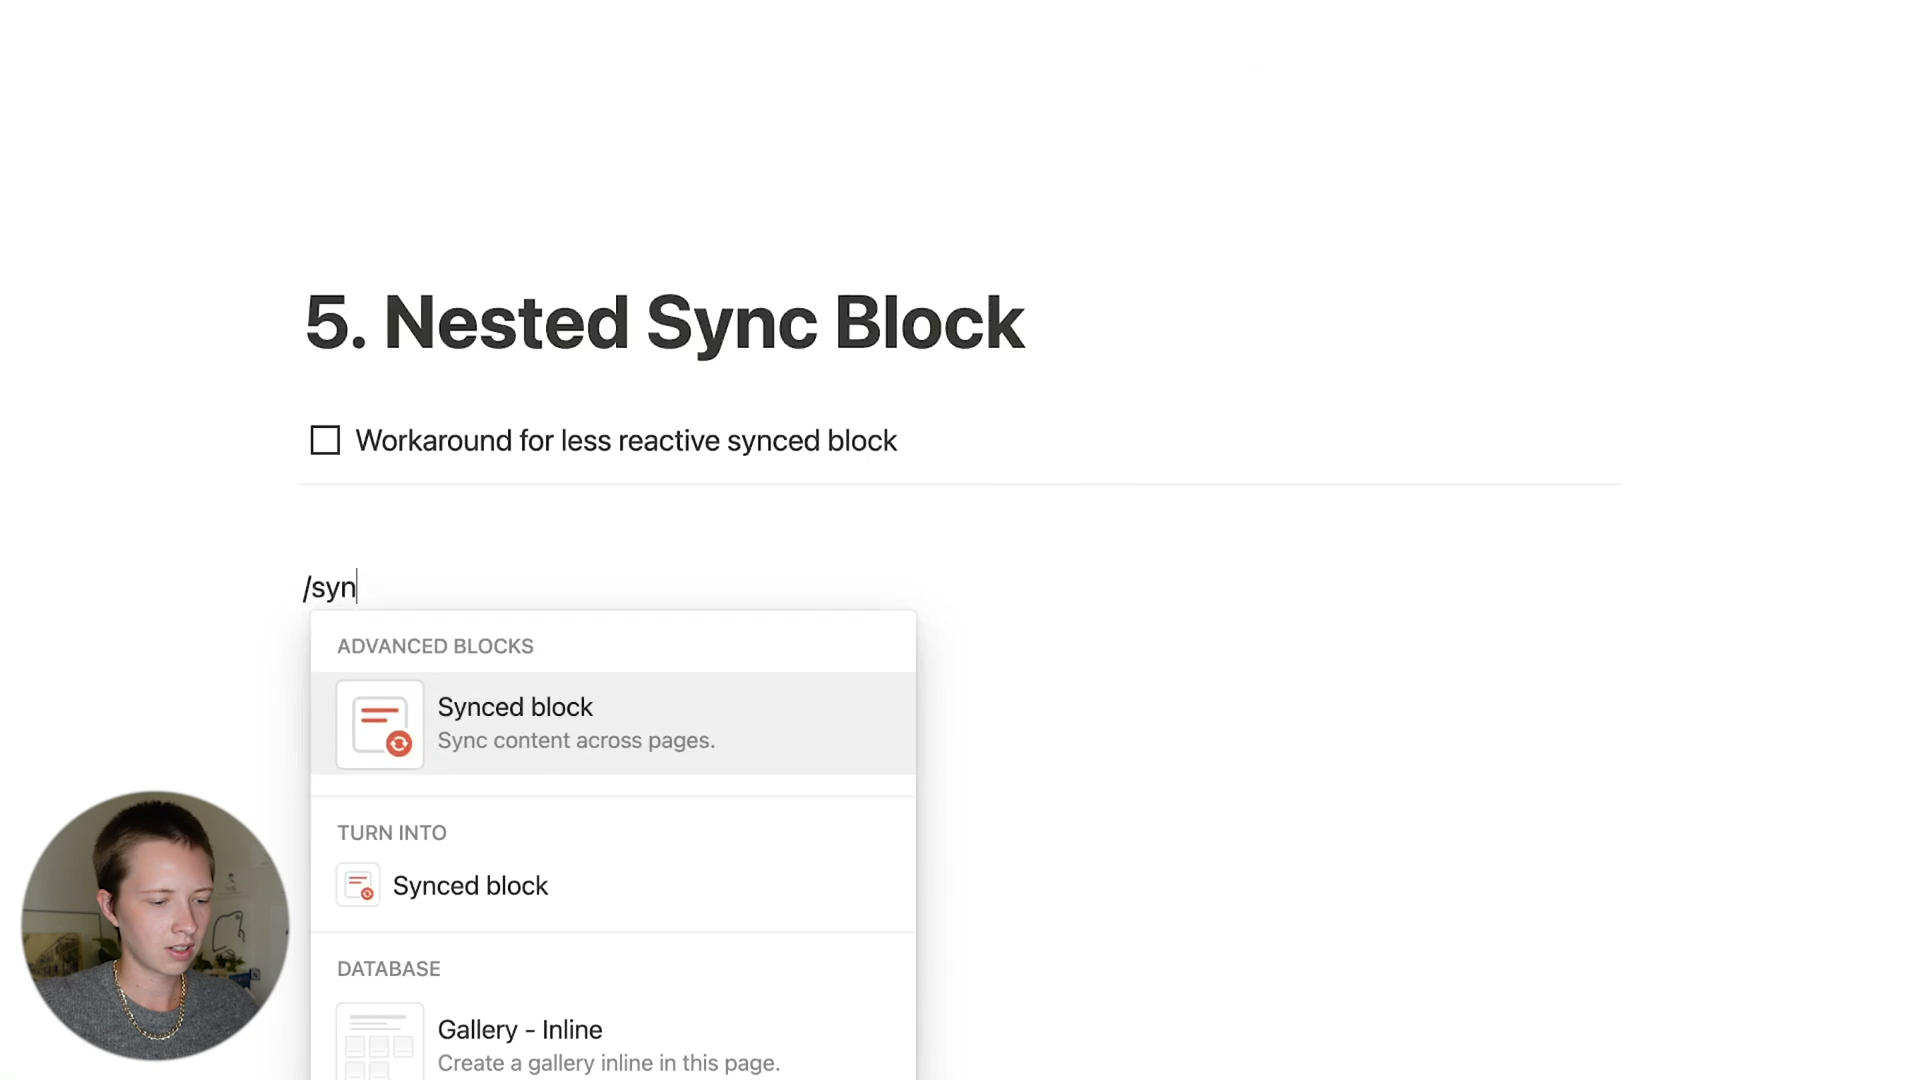 5. Nested Sync Block
Workaround for less reactive synced block
/syn
ADVANCED BLOCKS
Synced block
Sync content across pages.
TURN INTO
Synced block
DATABASE
Gallery - Inline
Create a gallery inline in this page.